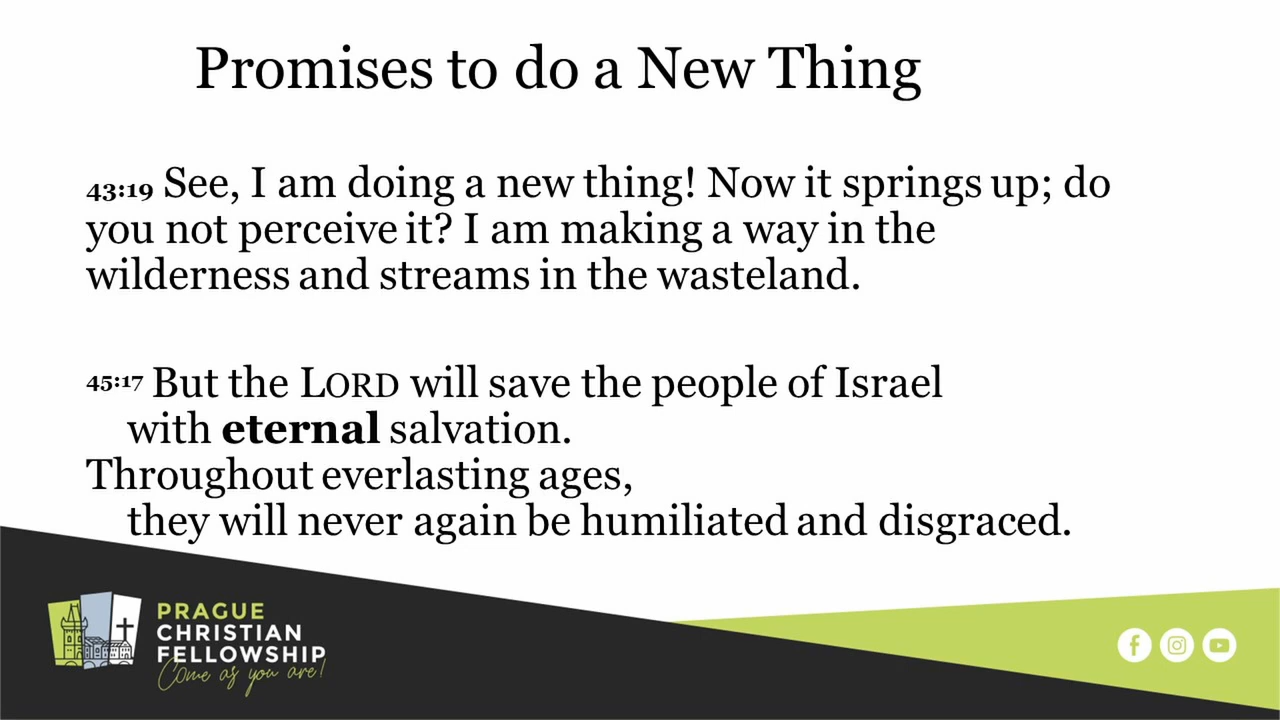 Promises to do a New Thing
43:19 See, I am doing a new thing! Now it springs up; do
you not perceive it? I am making a way in the
wilderness and streams in the wasteland.
45:17 But the LORD will save the people of Israel
with eternal salvation.
Throughout everlasting ages,
they will never again be humiliated and disgraced.
PRAGUE
CHRISTIAN
FELLOWSHIP
Come as you are!